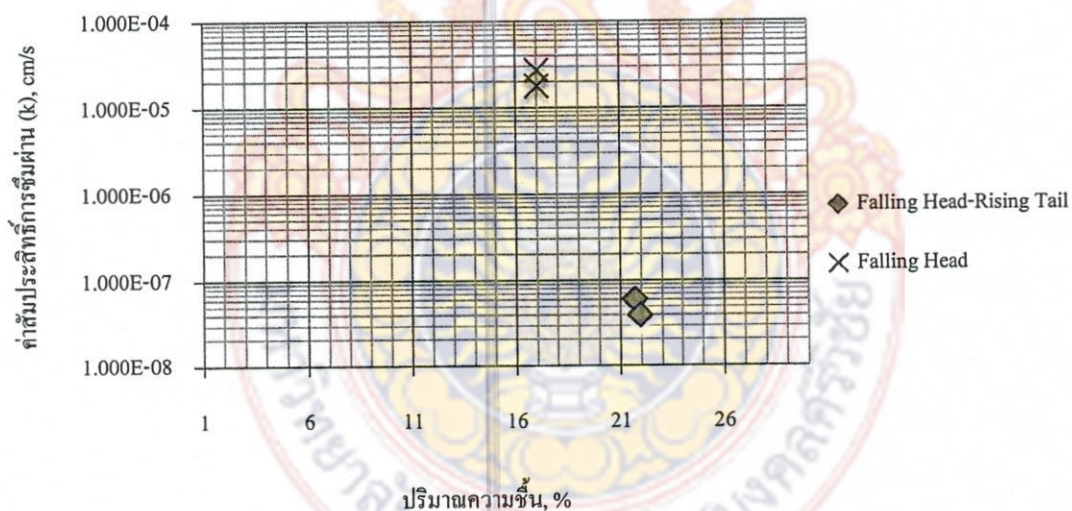 1.000E-04
1.000E-05
1.000E-06
1.000E-07
1.000E-08
ค่าสัมประสิทธิ์การซึมผ่าน (k), cm/s
1 6 11 16 21 26
ปริมาณความชื้น, %
Falling Head-Rising Tail
Falling Head